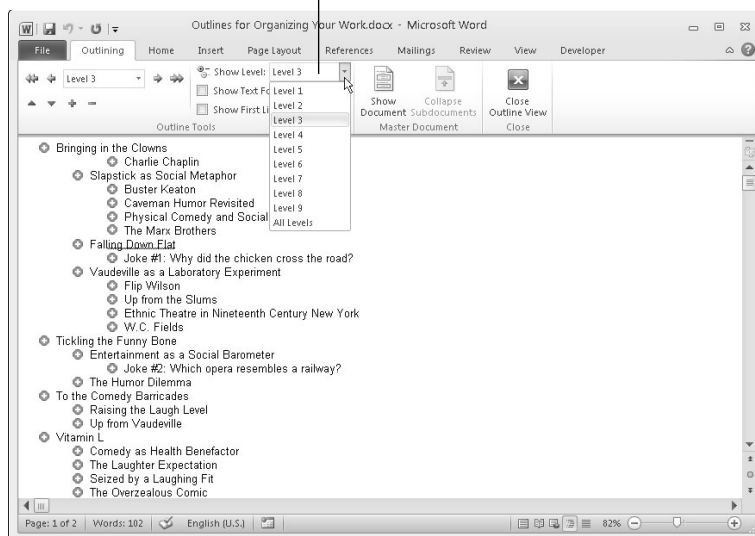 Outlines for Organizing Your Work.docx - Microsoft Word
File Outlining Home Insert Page Layout References Mailings Review View Developer
Level 3
Show Level: Level 3
Show Text Fo
Show First Li
Outline Tools
Level 1
Level 2
Level 3
Level 4
Level 5
Level 6
Level 7
Level 8
Level 9
All Levels
Show Document
Collapse Subdocuments
Master Document
Close Outline View
Close
Bringing in the Clowns
Charlie Chaplin
Slapstick as Social Metaphor
Buster Keaton
Caveman Humor Revisited
Physical Comedy and Social
The Marx Brothers
Falling Down Flat
Joke #1: Why did the chicken cross the road?
Vaudeville as a Laboratory Experiment
Flip Wilson
Up from the Slums
Ethnic Theatre in Nineteenth Century New York
W.C. Fields
Tickling the Funny Bone
Entertainment as a Social Barometer
Joke #2: Which opera resembles a railway?
The Humor Dilemma
To the Comedy Barricades
Raising the Laugh Level
Up from Vaudeville
Vitamin L
Comedy as Health Benefactor
The Laughter Expectation
Seized by a Laughing Fit
The Overzealous Comic
Page: 1 of 2 Words: 102 English (U.S.) 82%